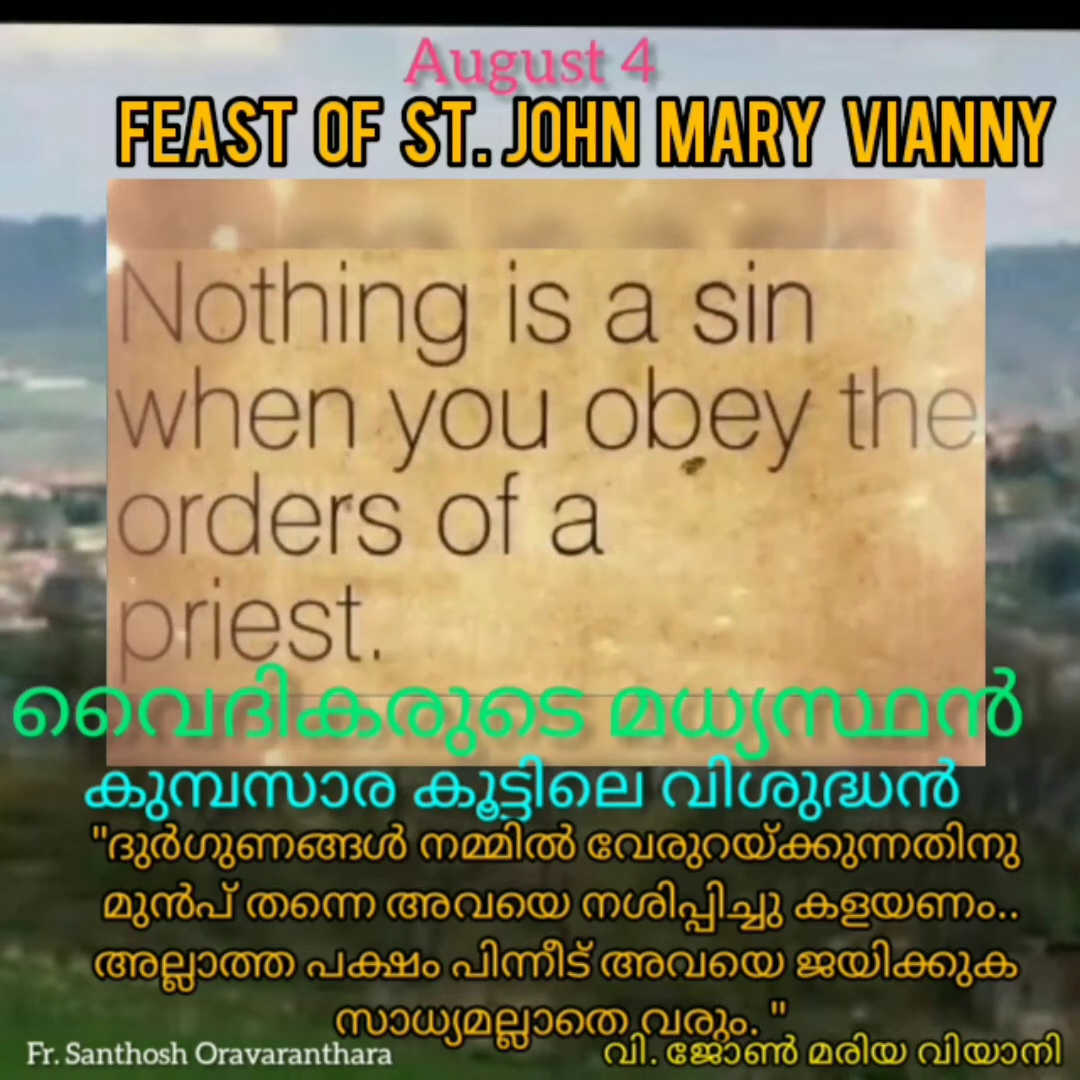 August 4
FEAST OF ST. JOHN MARY VIANNY
Nothing is a sin
when you obey the
orders of a
priest.
വൈദികരുടെ മധ്യസ്ഥൻ
കുമ്പസാര കൂട്ടിലെ വിശുദ്ധൻ
"ദുർഗുണങ്ങൾ നമ്മിൽ വേരുറയ്ക്കുന്നതിനു
മുൻപ് തന്നെ അവയെ നശിപ്പിച്ചു കളയണം..
അല്ലാത്ത പക്ഷം പിന്നീട് അവയെ ജയിക്കുക
സാധ്യമല്ലാതെ വരും. "
Fr. Santhosh Oravaranthara
വി. ജോൺ മരിയ വിയാനി